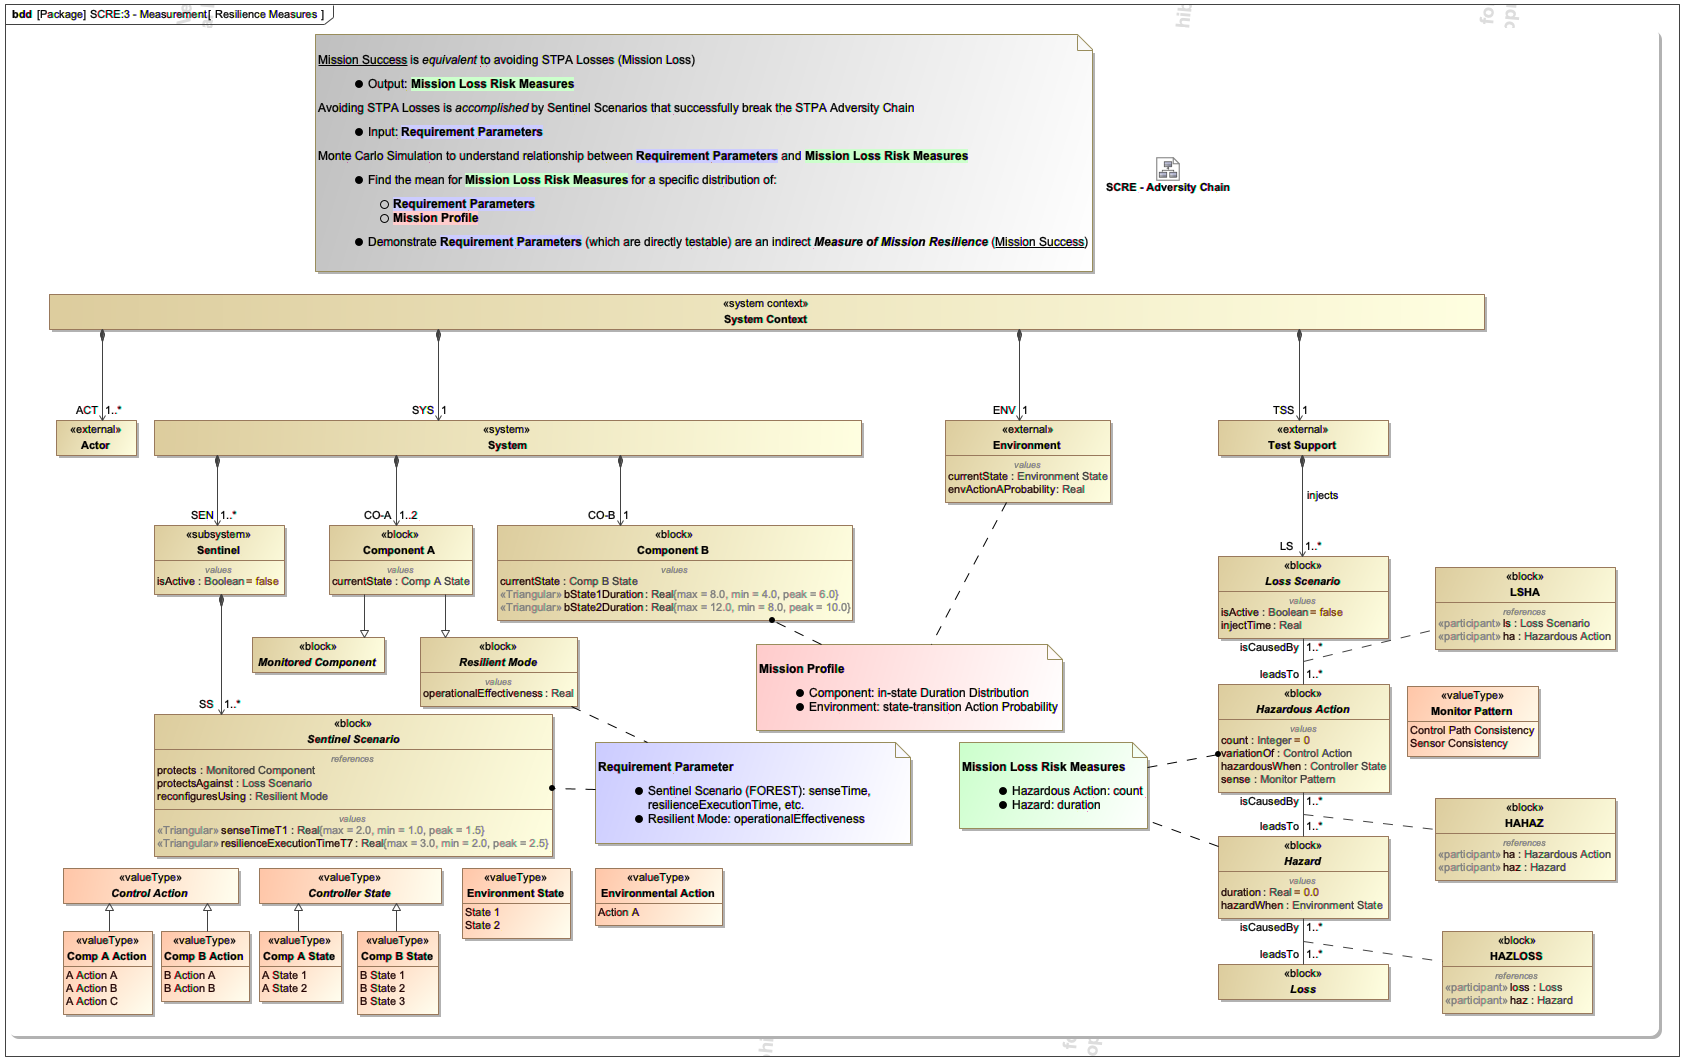 bdd [Package] SCRE:3 - Measurement[ Resilience Measures ]
Mission Success is equivalent to avoiding STPA Losses (Mission Loss)
● Output: Mission Loss Risk Measures
Avoiding STPA Losses is accomplished by Sentinel Scenarios that successfully break the STPA Adversity Chain
● Input: Requirement Parameters
Monte Carlo Simulation to understand relationship between Requirement Parameters and Mission Loss Risk Measures
● Find the mean for Mission Loss Risk Measures for a specific distribution of:
○ Requirement Parameters
○ Mission Profile
● Demonstrate Requirement Parameters (which are directly testable) are an indirect Measure of Mission Resilience (Mission Success)
SCRE - Adversity Chain
«system context»
System Context
ACT 1..*
SYS 1
ENV 1
TSS 1
«external»
Actor
«system»
System
«external»
Environment
values
currentState : Environment State
envActionAProbability: Real
«external»
Test Support
injects
SEN 1..*
CO-A 1..2
CO-B 1
LS 1..*
«subsystem»
Sentinel
values
isActive : Boolean = false
«block»
Component A
values
currentState : Comp A State
«block»
Component B
values
currentState : Comp B State
«Triangular» bState1Duration : Real{max = 8.0, min = 4.0, peak = 6.0}
«Triangular» bState2Duration : Real{max = 12.0, min = 8.0, peak = 10.0}
«block»
Loss Scenario
values
isActive : Boolean = false
injectTime : Real
«block»
LSHA
references
«participant» ls : Loss Scenario
«participant» ha : Hazardous Action
«block»
Monitored Component
«block»
Resilient Mode
values
operationalEffectiveness : Real
Mission Profile
● Component: in-state Duration Distribution
● Environment: state-transition Action Probability
isCausedBy 1..*
leadsTo 1..*
«block»
Hazardous Action
values
count : Integer = 0
variationOf : Control Action
hazardousWhen : Controller State
sense : Monitor Pattern
«valueType»
Monitor Pattern
Control Path Consistency
Sensor Consistency
SS 1..*
«block»
Sentinel Scenario
references
protects : Monitored Component
protectsAgainst : Loss Scenario
reconfiguresUsing : Resilient Mode
values
«Triangular» senseTimeT1 : Real{max = 2.0, min = 1.0, peak = 1.5}
«Triangular» resilienceExecutionTimeT7 : Real{max = 3.0, min = 2.0, peak = 2.5}
Requirement Parameter
● Sentinel Scenario (FOREST): senseTime,
resilienceExecutionTime, etc.
● Resilient Mode: operationalEffectiveness
Mission Loss Risk Measures
● Hazardous Action: count
● Hazard: duration
isCausedBy 1..*
leadsTo 1..*
«block»
HAHAZ
references
«participant» ha : Hazardous Action
«participant» haz : Hazard
«block»
Hazard
values
duration : Real = 0.0
hazardWhen : Environment State
isCausedBy 1..*
leadsTo 1..*
«block»
HAZLOSS
references
«participant» loss : Loss
«participant» haz : Hazard
«block»
Loss
«valueType»
Control Action
«valueType»
Controller State
«valueType»
Environment State
State 1
State 2
«valueType»
Environmental Action
Action A
«valueType»
Comp A Action
A Action A
A Action B
A Action C
«valueType»
Comp B Action
B Action A
B Action B
«valueType»
Comp A State
A State 1
A State 2
«valueType»
Comp B State
B State 1
B State 2
B State 3